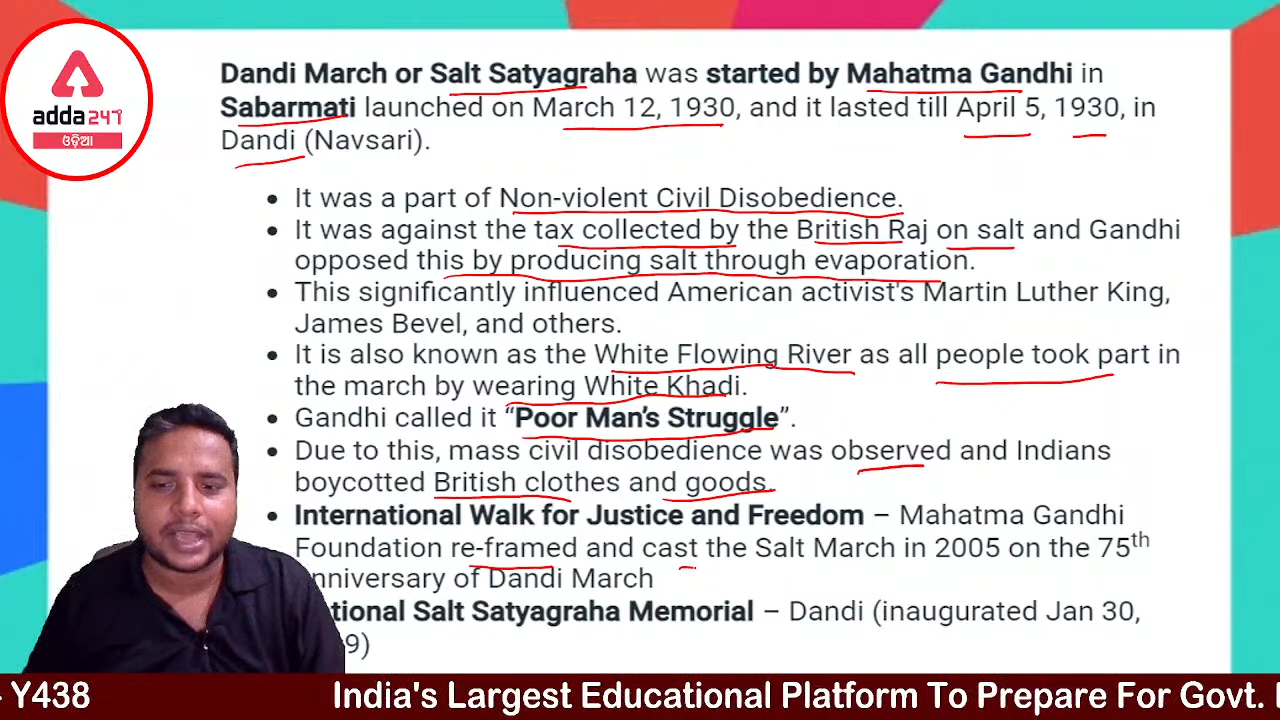 adda247
ଓଡ଼ିଆ
Dandi March or Salt Satyagraha was started by Mahatma Gandhi in
Sabarmati launched on March 12, 1930, and it lasted till April 5, 1930, in
Dandi (Navsari).
• It was a part of Non-violent Civil Disobedience.
• It was against the tax collected by the British Raj on salt and Gandhi
opposed this by producing salt through evaporation.
• This significantly influenced American activist's Martin Luther King,
James Bevel, and others.
• It is also known as the White Flowing River as all people took part in
the march by wearing White Khadi.
• Gandhi called it “Poor Man's Struggle”.
• Due to this, mass civil disobedience was observed and Indians
boycotted British clothes and goods.
• International Walk for Justice and Freedom – Mahatma Gandhi
Foundation re-framed and cast the Salt March in 2005 on the 75th
nniversary of Dandi March
tional Salt Satyagraha Memorial – Dandi (inaugurated Jan 30,
9)
- Y438 India's Largest Educational Platform To Prepare For Govt.